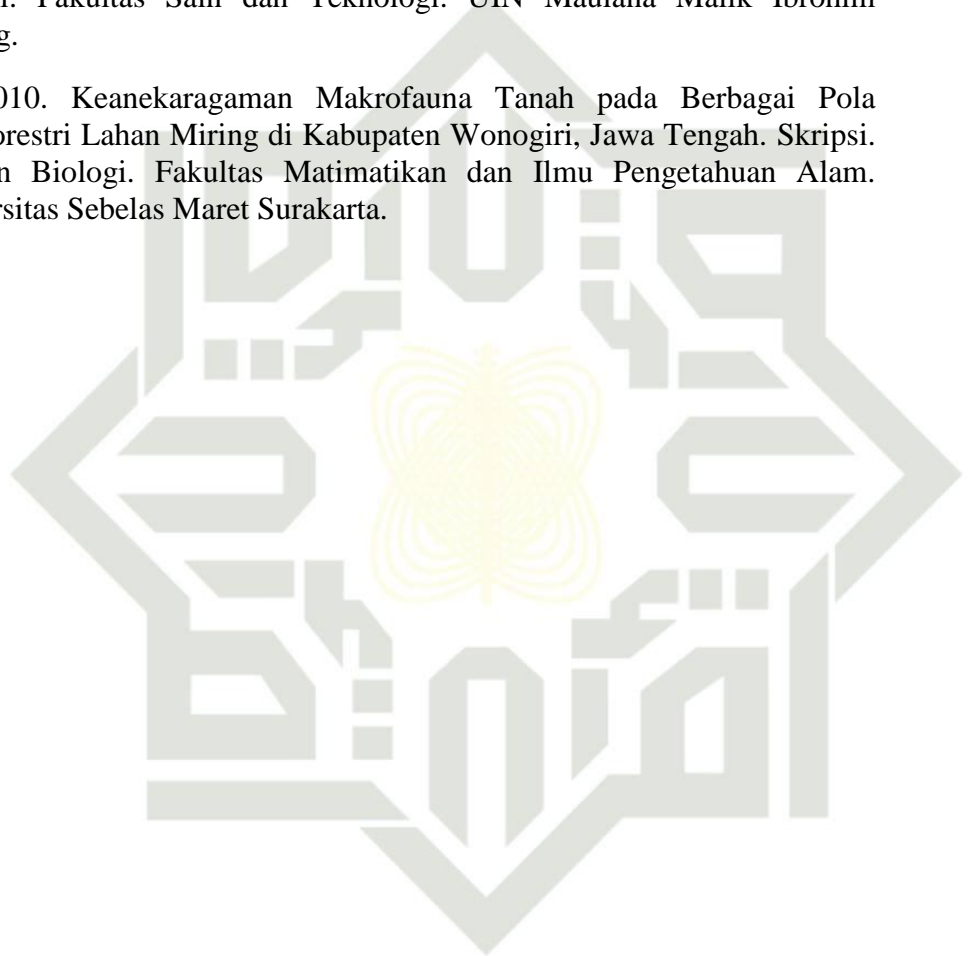 Fakultas Sain dan Teknologi. UIN Maulana Malik Ibrohim
g.
010. Keanekaragaman Makrofauna Tanah pada Berbagai Pola
orestri Lahan Miring di Kabupaten Wonogiri, Jawa Tengah. Skripsi.
n Biologi. Fakultas Matimatikan dan Ilmu Pengetahuan Alam.
rsitas Sebelas Maret Surakarta.